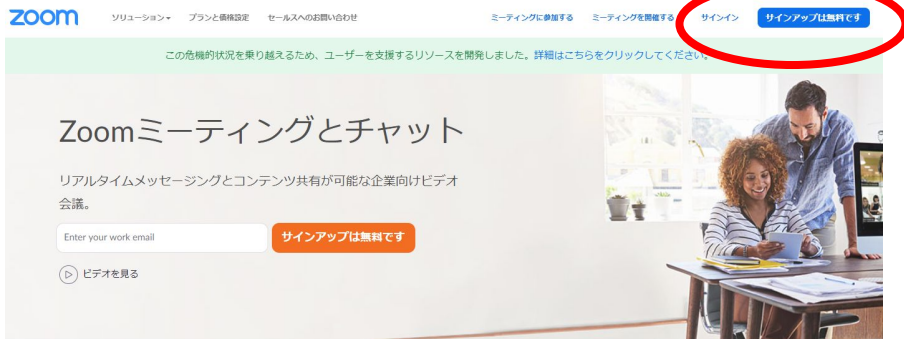 zoom ソリューション▾ プランと価格設定 セールスへのお問い合わせ ミーティングに参加する ミーティングを開催する サインイン サインアップは無料です
この危機的状況を乗り越えるため、ユーザーを支援するリソースを開発しました。詳細はこちらをクリックしてください。
Zoomミーティングとチャット
リアルタイムメッセージングとコンテンツ共有が可能な企業向けビデオ
会議。
Enter your work email サインアップは無料です
ビデオを見る